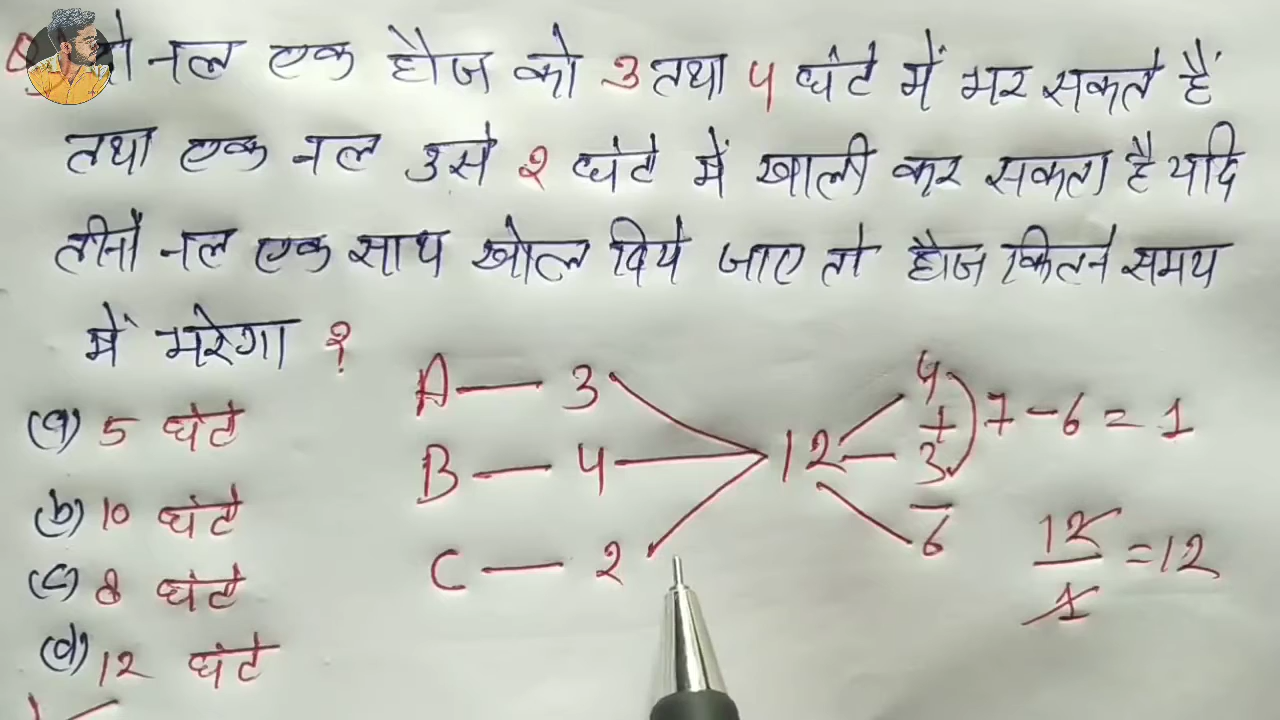 दो नल एक हौज को 3 तथा 4 घंटे में भर सकते हैं
तथा एक नल उसे 2 घंटे में खाली कर सकता है यदि
तीनों नल एक साथ खोल दिये जाए तो हौज कितने समय
में भरेगा ?
(a) 5 घंटे
(b) 10 घंटे
(c) 8 घंटे
(d) 12 घंटे
A — 3
B — 4
C — 2
12
4
+
3
—
6
7 - 6 = 1
12/1 = 12